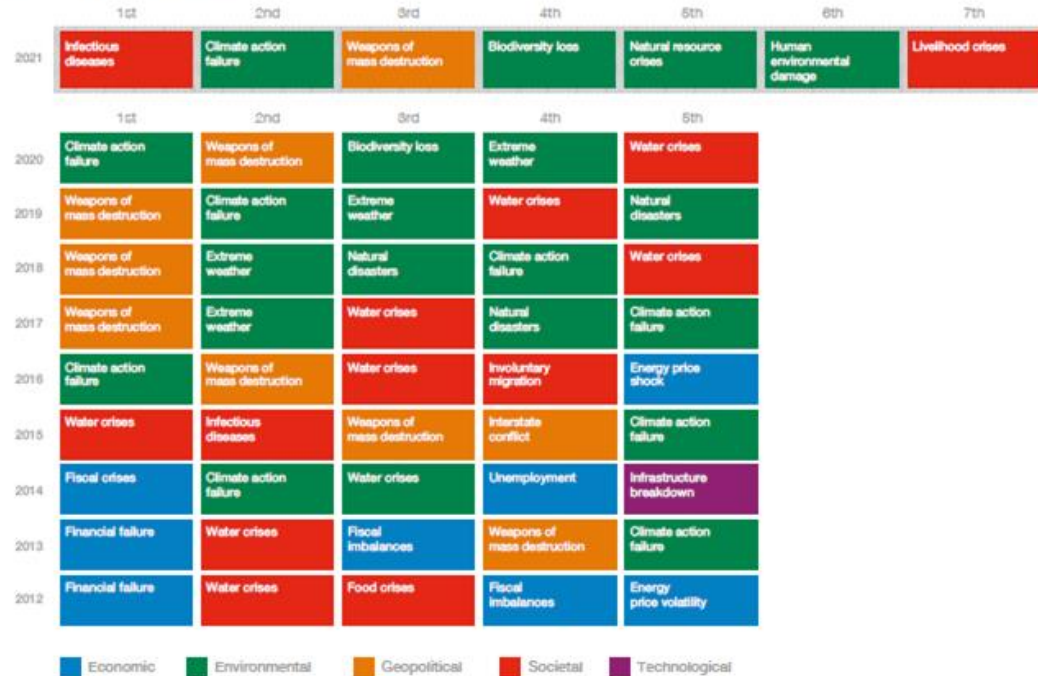 1st 2nd 3rd 4th 5th 6th 7th
2021
Infectious diseases
Climate action failure
Weapons of mass destruction
Biodiversity loss
Natural resource crises
Human environmental damage
Livelihood crises
1st 2nd 3rd 4th 5th
2020
Climate action failure
Weapons of mass destruction
Biodiversity loss
Extreme weather
Water crises
2019
Weapons of mass destruction
Climate action failure
Extreme weather
Water crises
Natural disasters
2018
Weapons of mass destruction
Extreme weather
Natural disasters
Climate action failure
Water crises
2017
Weapons of mass destruction
Extreme weather
Water crises
Natural disasters
Climate action failure
2016
Climate action failure
Weapons of mass destruction
Water crises
Involuntary migration
Energy price shock
2015
Water crises
Infectious diseases
Weapons of mass destruction
Interstate conflict
Climate action failure
2014
Fiscal crises
Climate action failure
Water crises
Unemployment
Infrastructure breakdown
2013
Financial failure
Water crises
Fiscal imbalances
Weapons of mass destruction
Climate action failure
2012
Financial failure
Water crises
Food crises
Fiscal imbalances
Energy price volatility
Economic Environmental Geopolitical Societal Technological